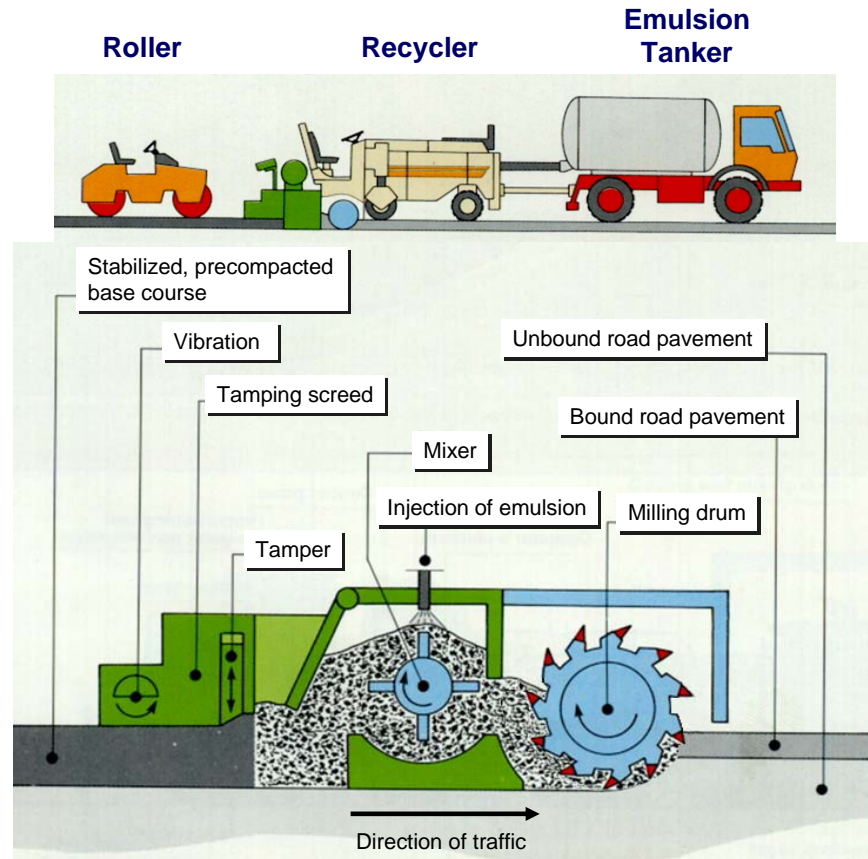 Roller
Recycler
Emulsion
Tanker
Stabilized, precompacted
base course
Vibration
Unbound road pavement
Tamping screed
Bound road pavement
Mixer
Injection of emulsion
Milling drum
Tamper
Direction of traffic